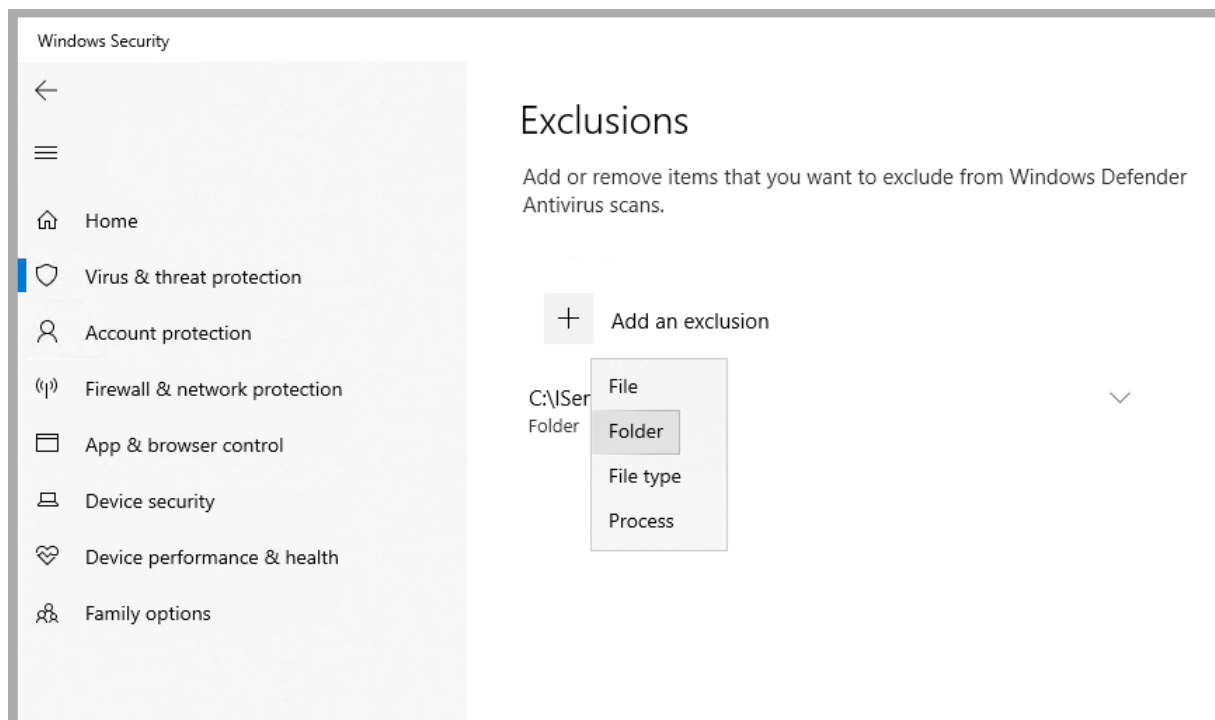 Windows Security
Home
Virus & threat protection
Account protection
Firewall & network protection
App & browser control
Device security
Device performance & health
Family options
Exclusions
Add or remove items that you want to exclude from Windows Defender
Antivirus scans.
Add an exclusion
File
C:\ISer
Folder
Folder
File type
Process